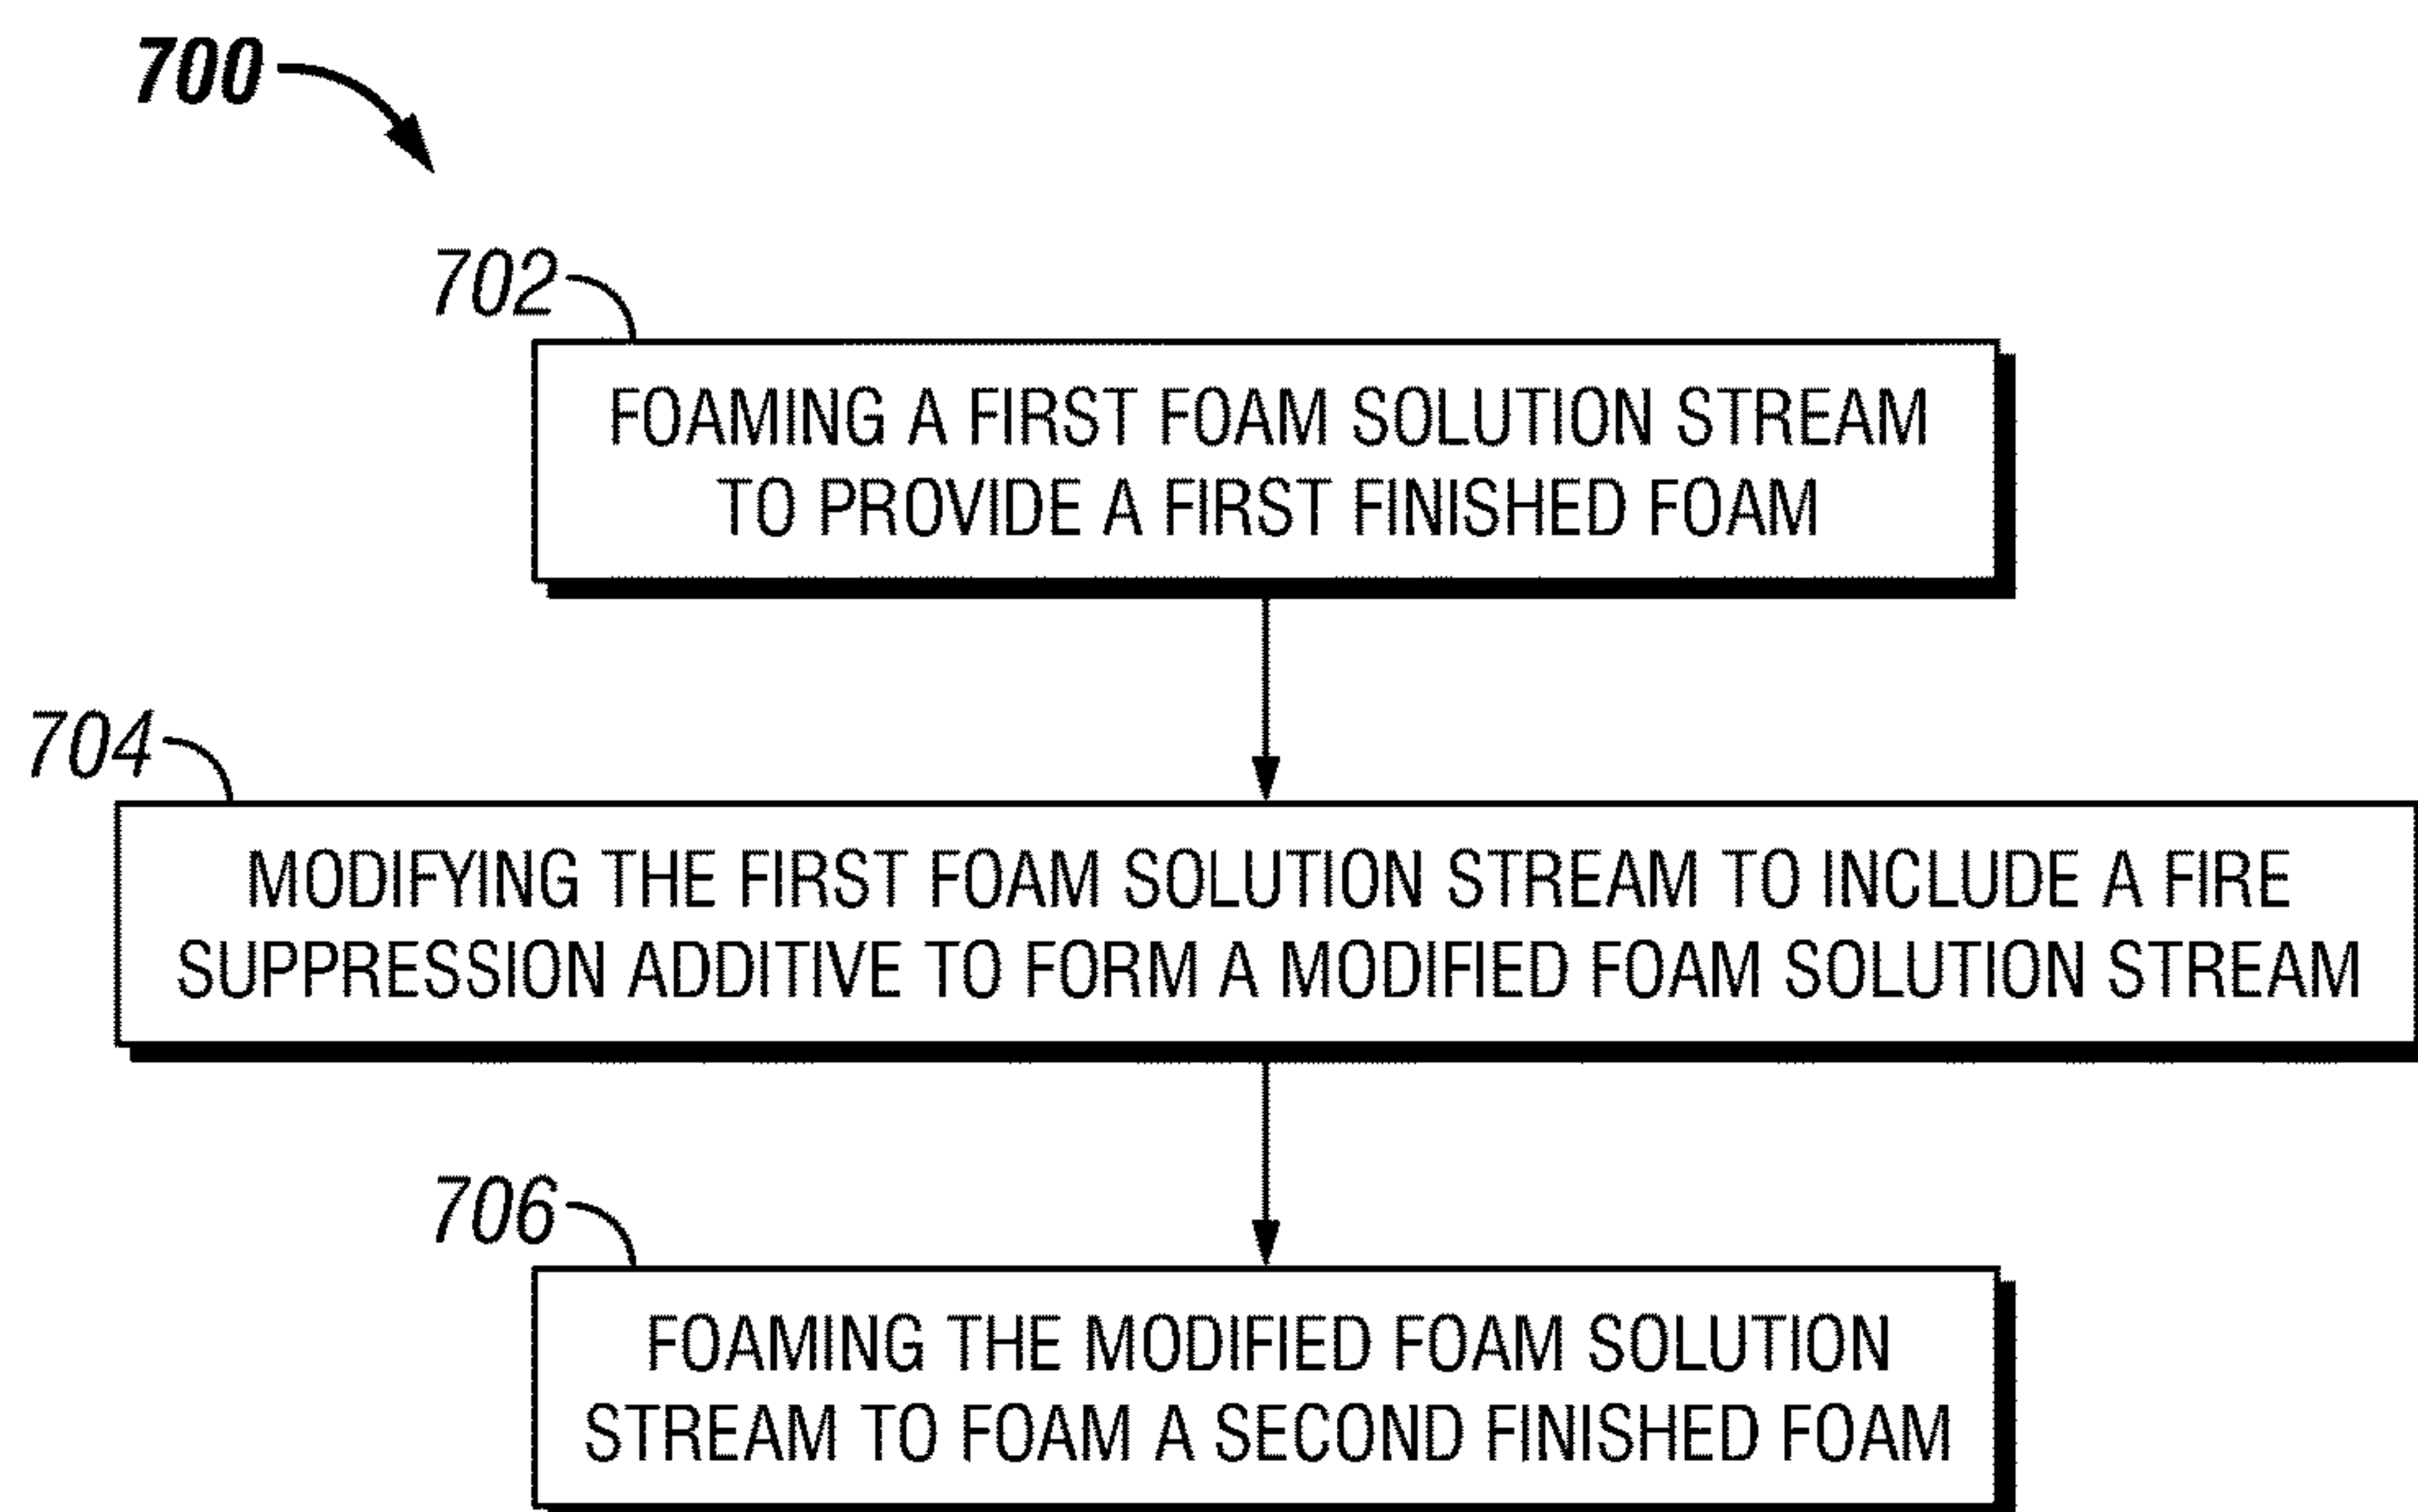 700
702
FOAMING A FIRST FOAM SOLUTION STREAM
TO PROVIDE A FIRST FINISHED FOAM
704
MODIFYING THE FIRST FOAM SOLUTION STREAM TO INCLUDE A FIRE
SUPPRESSION ADDITIVE TO FORM A MODIFIED FOAM SOLUTION STREAM
706
FOAMING THE MODIFIED FOAM SOLUTION
STREAM TO FOAM A SECOND FINISHED FOAM